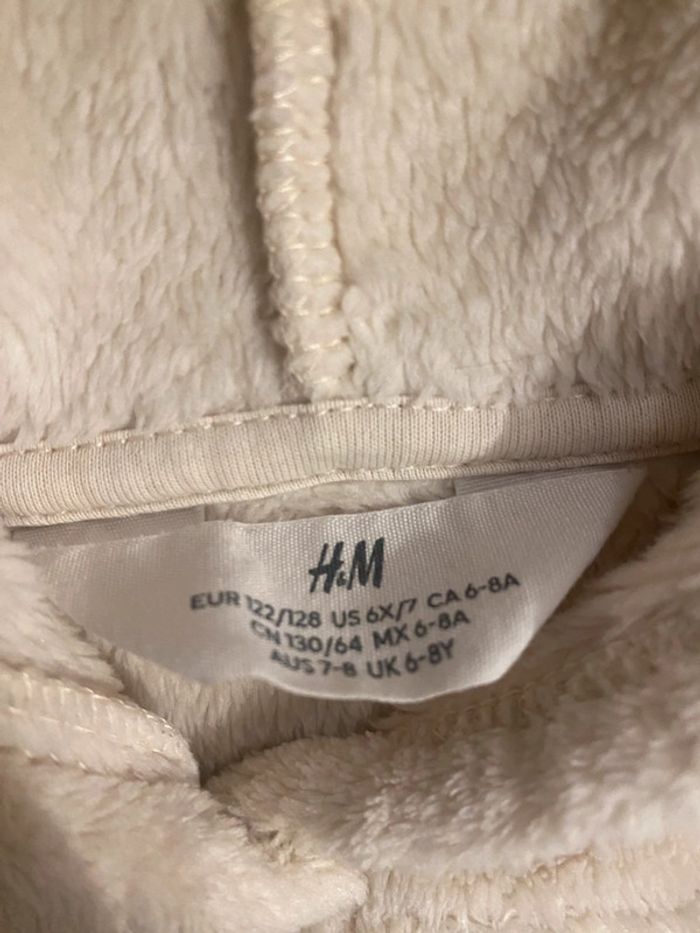 H&M
EUR 122/128 US 6X/7 CA 6-8A
CN 130/64 MX 6-8A
AUS 7-8 UK 6-8Y